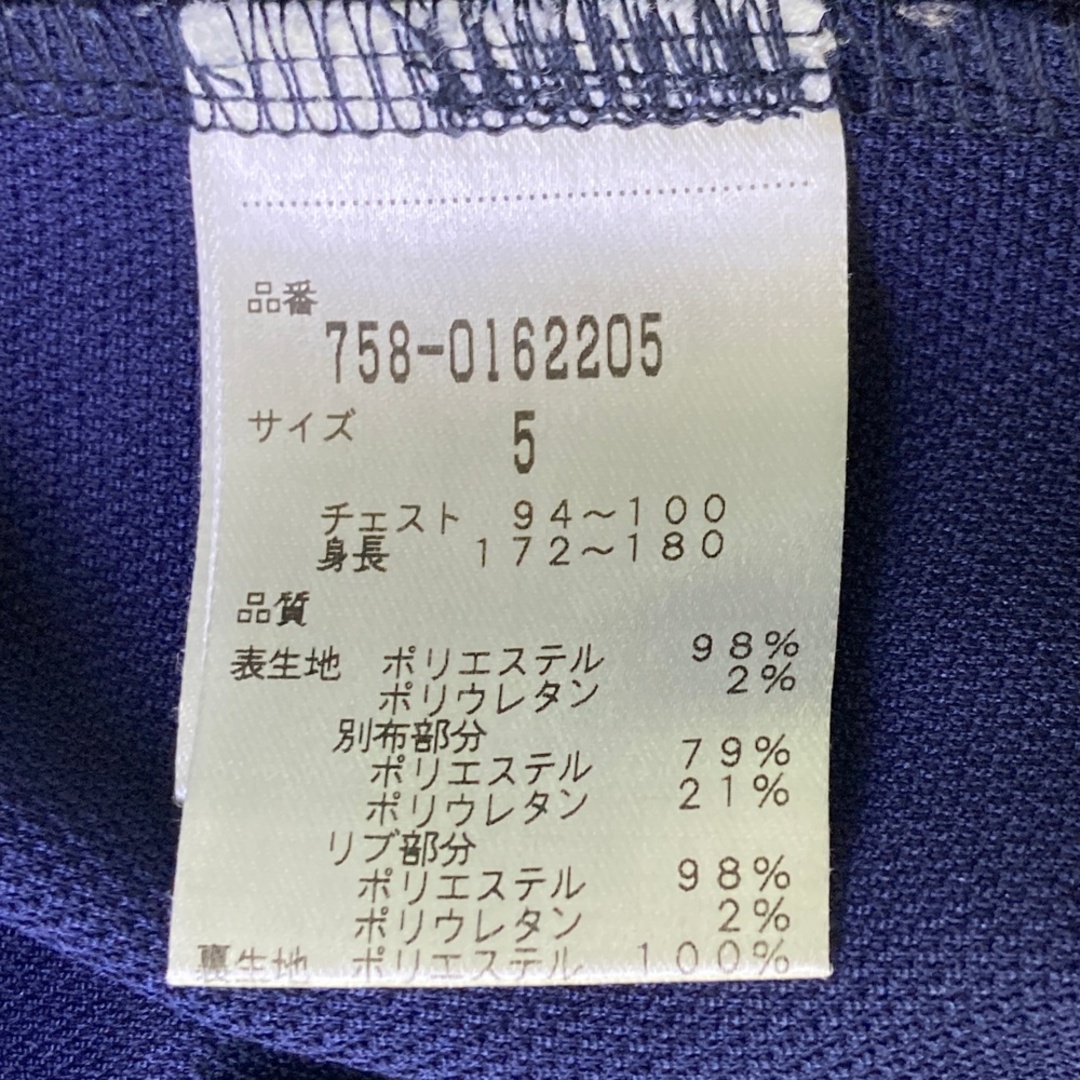 品番
758-0162205
サイズ 5
チェスト 94～100
身長 172～180
品質
表生地 ポリエステル 98%
ポリウレタン 2%
別布部分
ポリエステル 79%
ポリウレタン 21%
リブ部分
ポリエステル 98%
ポリウレタン 2%
裏生地 ポリエステル 100%